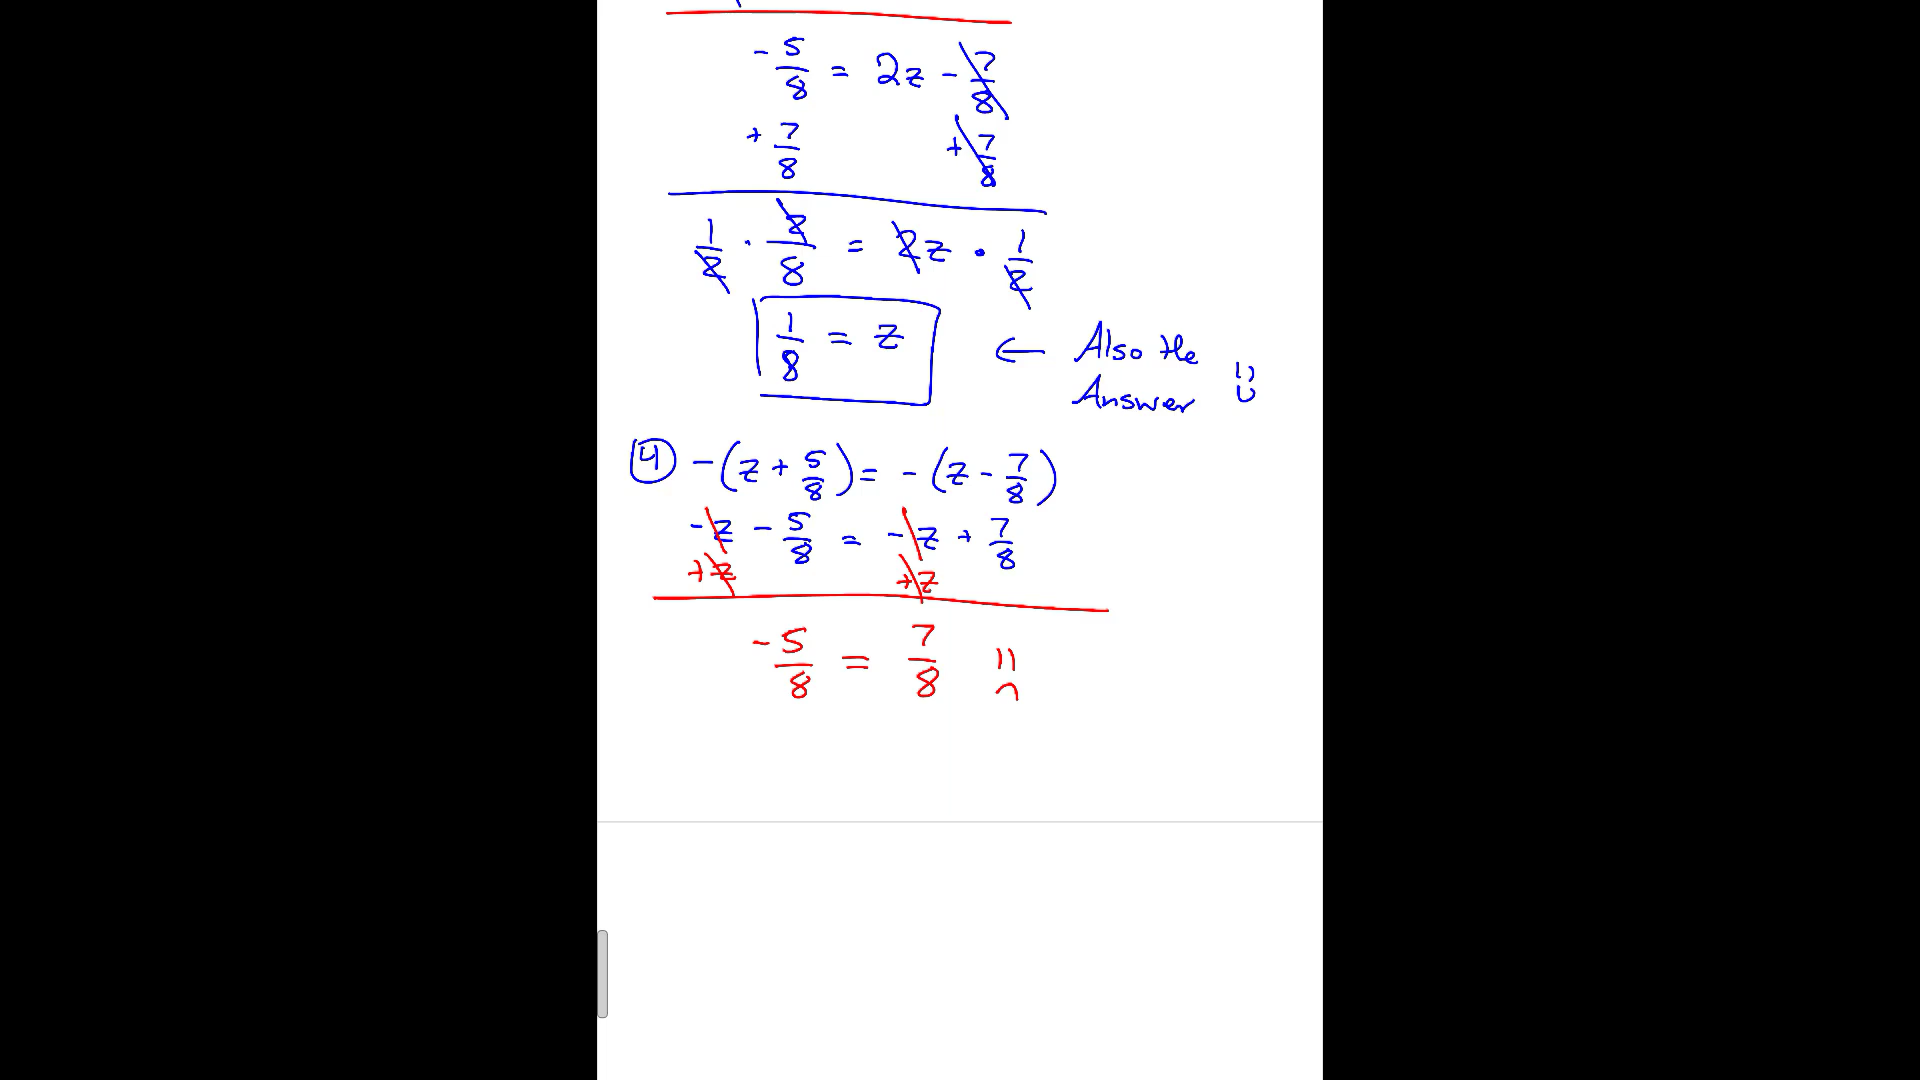 - 5/8 = 2z - 7/8
+ 7/8 + 7/8
1/2 · 2/8 = 2z · 1/2
1/8 = z ← Also the
Answer :)
④ -(z + 5/8) = -(z - 7/8)
-z - 5/8 = -z + 7/8
+z +z
-5/8 = 7/8 :(